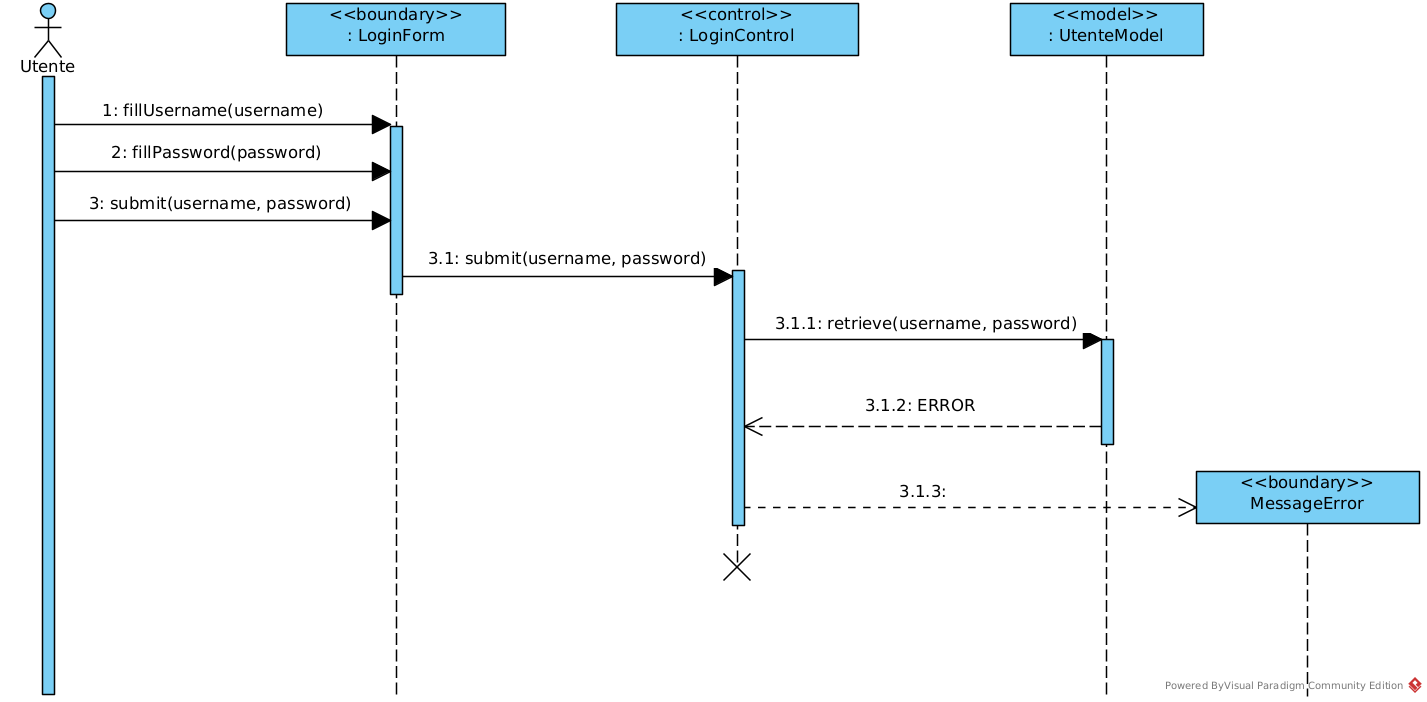 <<boundary>>
: LoginForm
<<control>>
: LoginControl
<<model>>
: UtenteModel
Utente
1: fillUsername(username)
2: fillPassword(password)
3: submit(username, password)
3.1: submit(username, password)
3.1.1: retrieve(username, password)
3.1.2: ERROR
3.1.3:
<<boundary>>
MessageError
Powered ByVisual Paradigm Community Edition